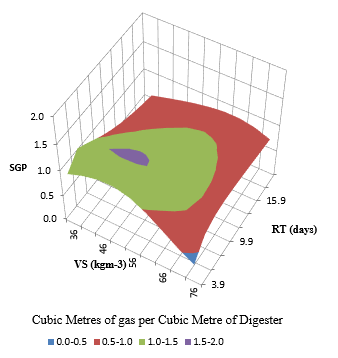 2.0
1.5
SGP
1.0
0.5
0.0
36
46
56
66
76
VS (kgm-3)
3.9
9.9
15.9
RT (days)
Cubic Metres of gas per Cubic Metre of Digester
0.0-0.5 0.5-1.0 1.0-1.5 1.5-2.0